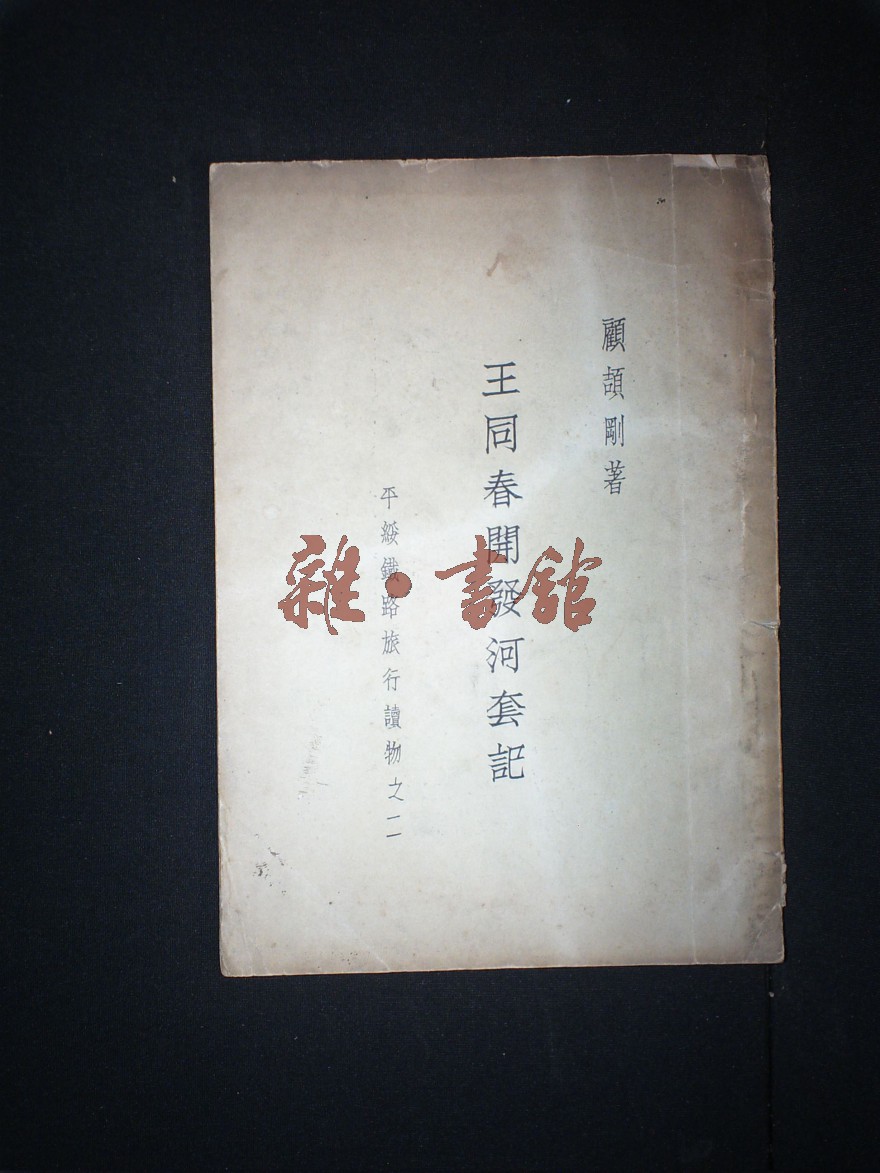 顧頡剛著
王同春開發河套記
平綏鐵路旅行讀物之二
雜·書館